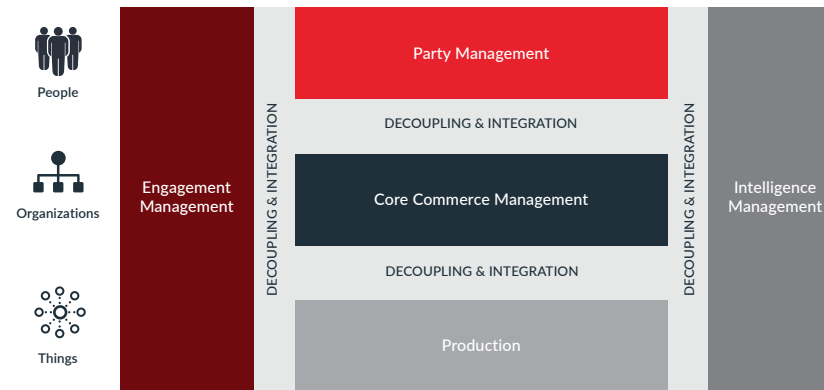 People
Organizations
Things
Engagement
Management
DECOUPLING & INTEGRATION
Party Management
DECOUPLING & INTEGRATION
Core Commerce Management
DECOUPLING & INTEGRATION
Production
DECOUPLING & INTEGRATION
Intelligence
Management